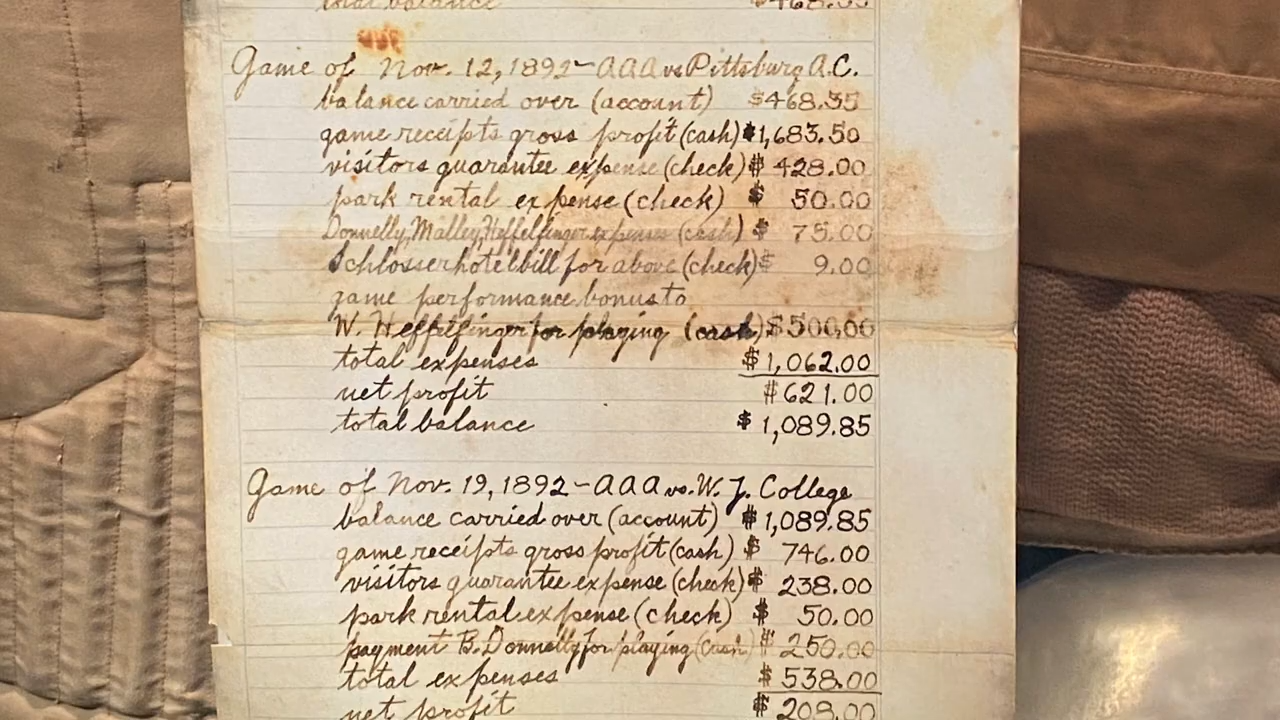 total balance $468.35
Game of Nov. 12, 1892 - AAA vs Pittsburg A.C.
balance carried over (account) $468.35
game receipts gross profit (cash) $1,683.50
visitors guarantee expense (check) $ 428.00
park rental expense (check) $ 50.00
Donnelly, Malley, Heffelfinger expenses (cash) $ 75.00
Schlosser hotel bill for above (check) $ 9.00
game performance bonus to
W. Heffelfinger for playing (cash) $500.00
total expenses $1,062.00
net profit $621.00
total balance $ 1,089.85
Game of Nov. 19, 1892 - AAA vs. W. J. College
balance carried over (account) $1,089.85
game receipts gross profit (cash) $ 746.00
visitors guarantee expense (check) $ 238.00
park rental expense (check) $ 50.00
payment B. Donnelly for playing (cash) $ 250.00
total expenses $ 538.00
net profit $ 208.00